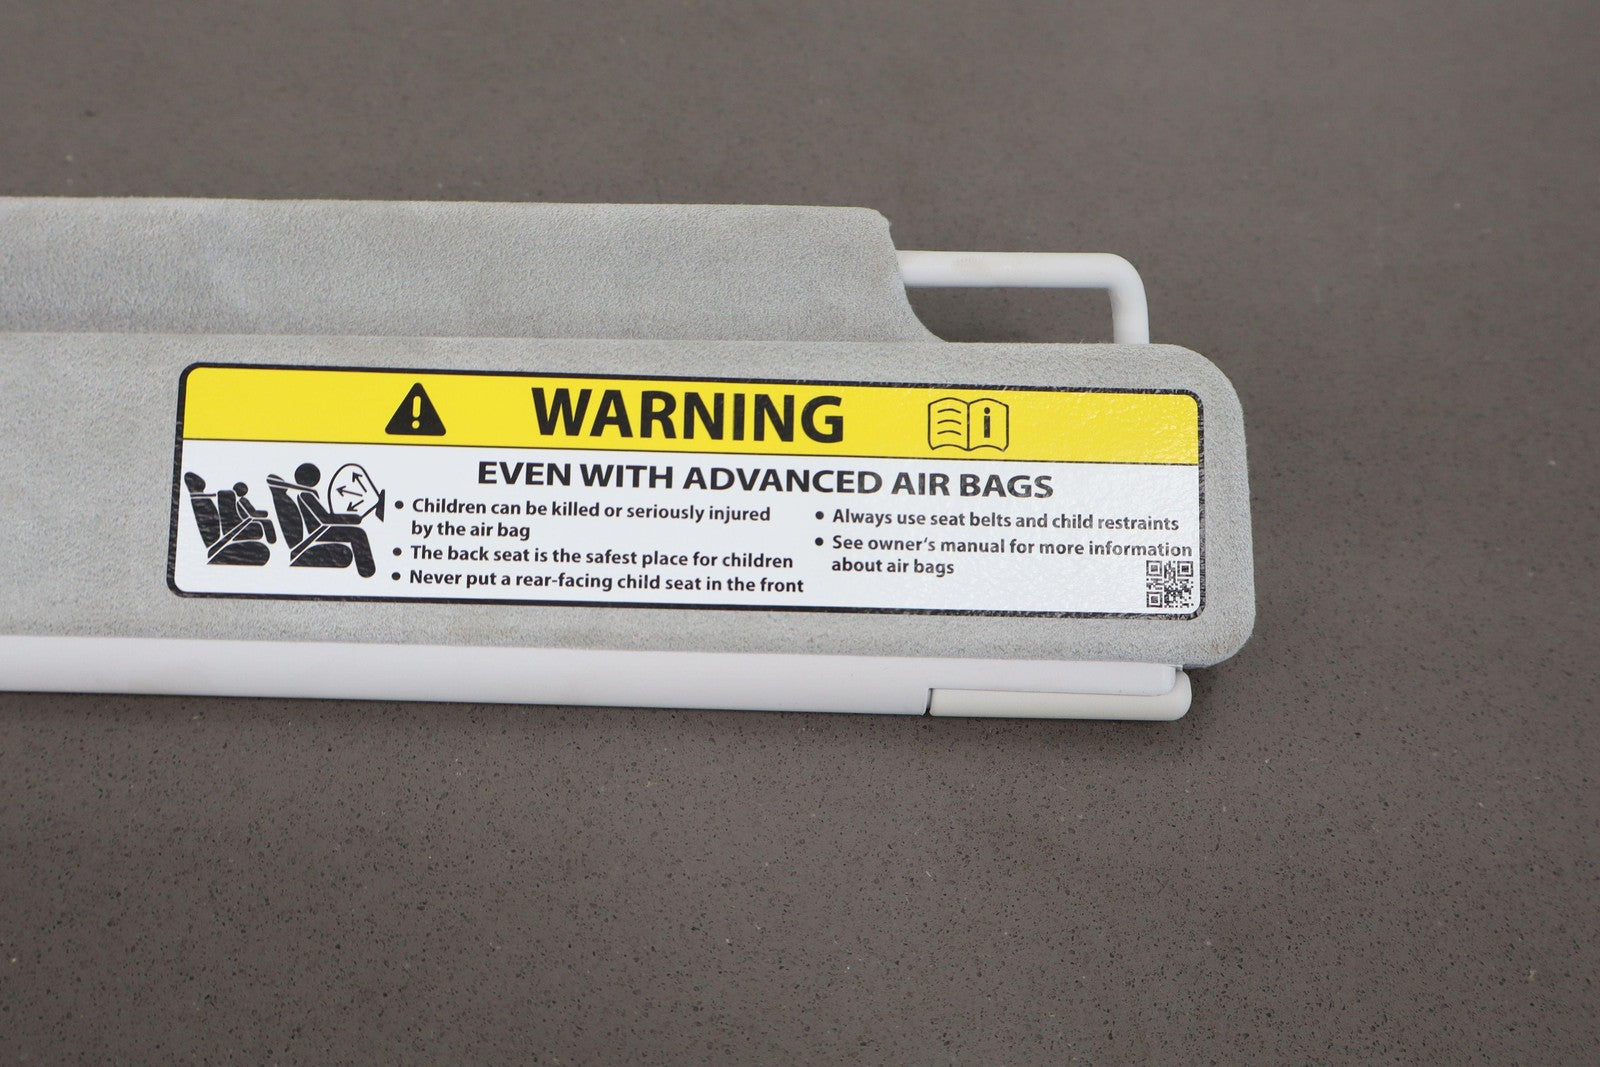 WARNING
EVEN WITH ADVANCED AIR BAGS
• Children can be killed or seriously injured
by the air bag
• The back seat is the safest place for children
• Never put a rear-facing child seat in the front
• Always use seat belts and child restraints
• See owner's manual for more information
about air bags